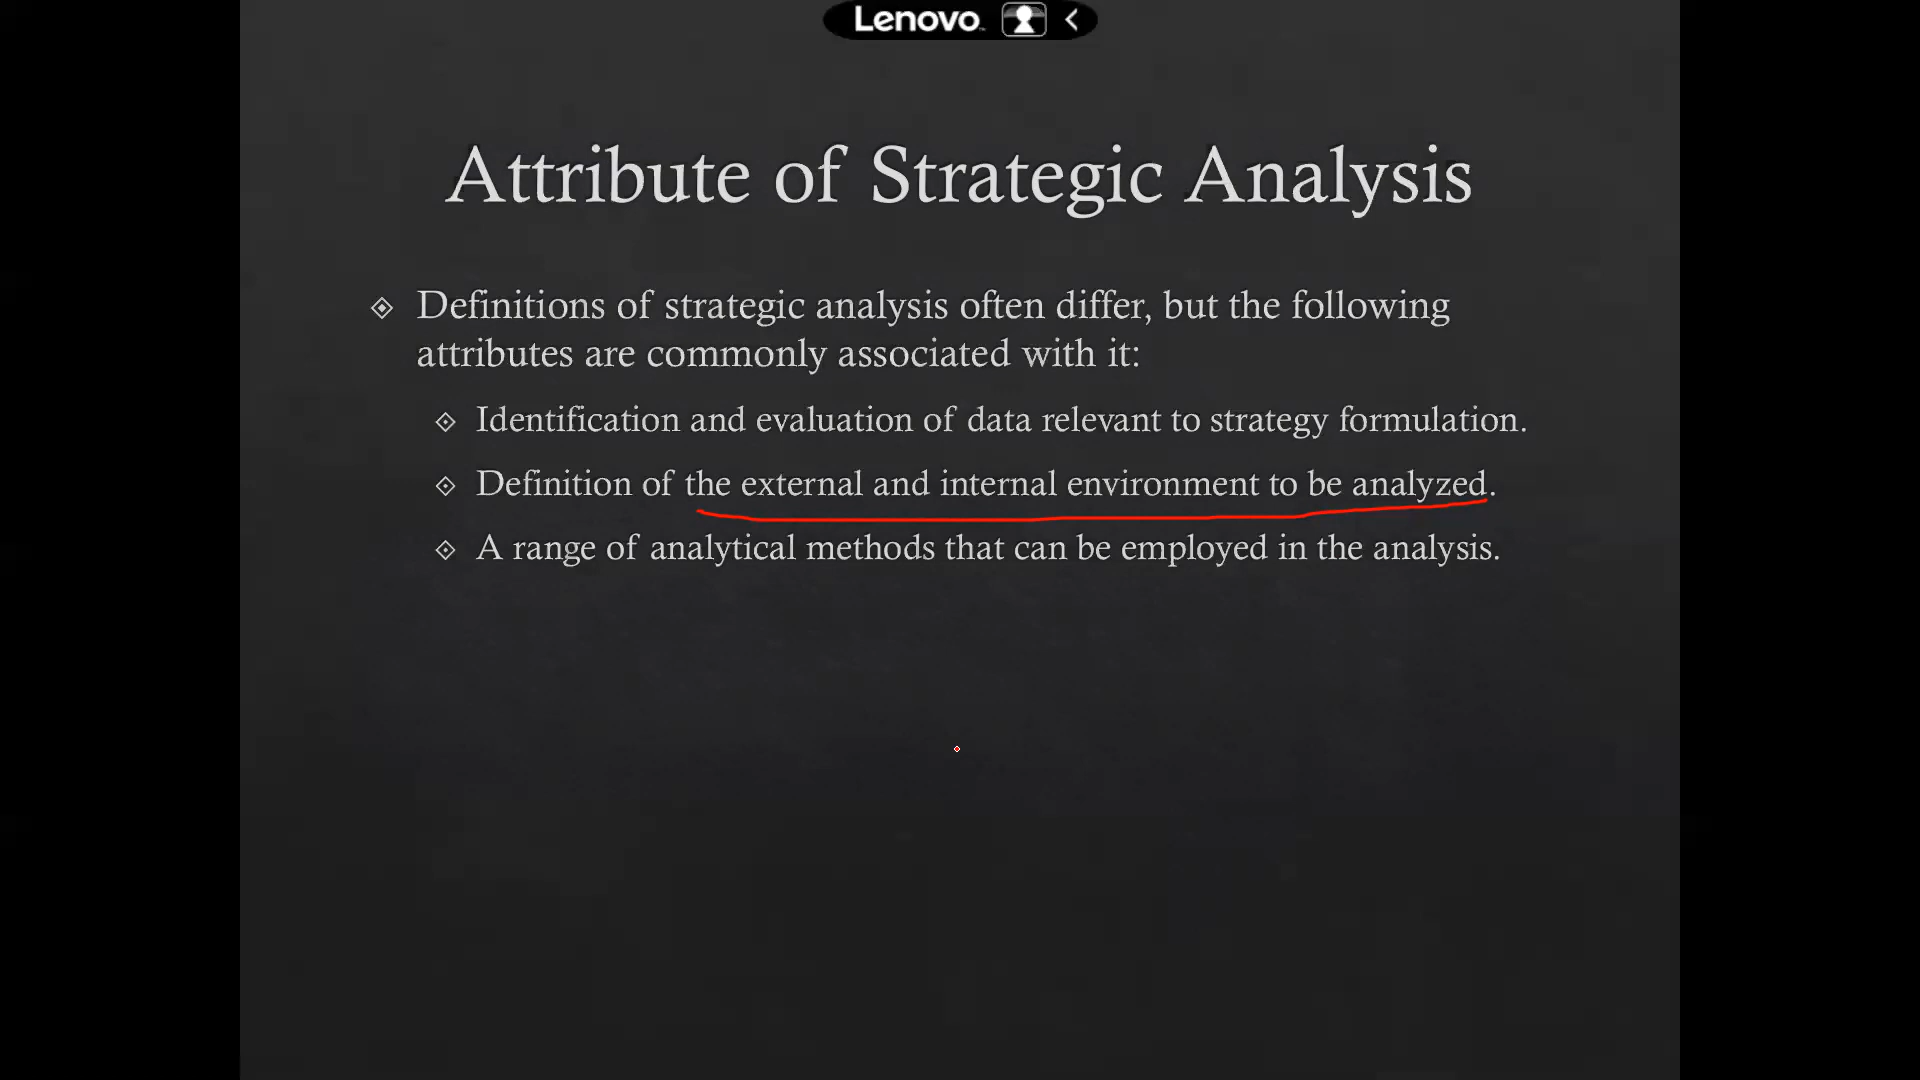 Lenovo
Attribute of Strategic Analysis
Definitions of strategic analysis often differ, but the following
attributes are commonly associated with it:
Identification and evaluation of data relevant to strategy formulation.
Definition of the external and internal environment to be analyzed.
A range of analytical methods that can be employed in the analysis.